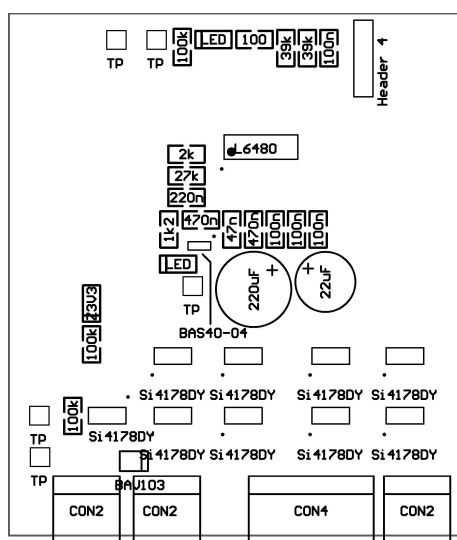 100k LED 100 39k 39k 100n Header 4
TP TP
L6480
2k
27k
220n
1k2 470n 47n 470n 100n 100n 100n
LED
220uF 22uF
TP
Z3V3
BAS40-04
100k
Si4178DY Si4178DY Si4178DY Si4178DY
100k
TP Si4178DY
Si4178DY Si4178DY Si4178DY Si4178DY
TP
BAV103
CON2 CON2 CON4 CON2